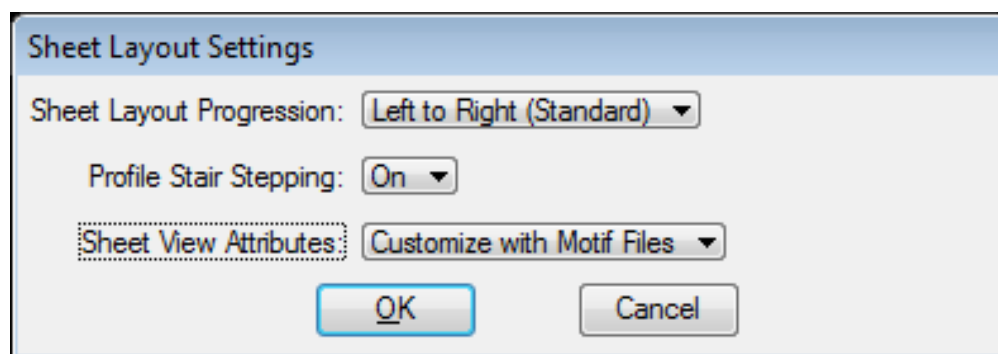 Sheet Layout Settings
Sheet Layout Progression: Left to Right (Standard)
Profile Stair Stepping: On
Sheet View Attributes: Customize with Motif Files
OK Cancel